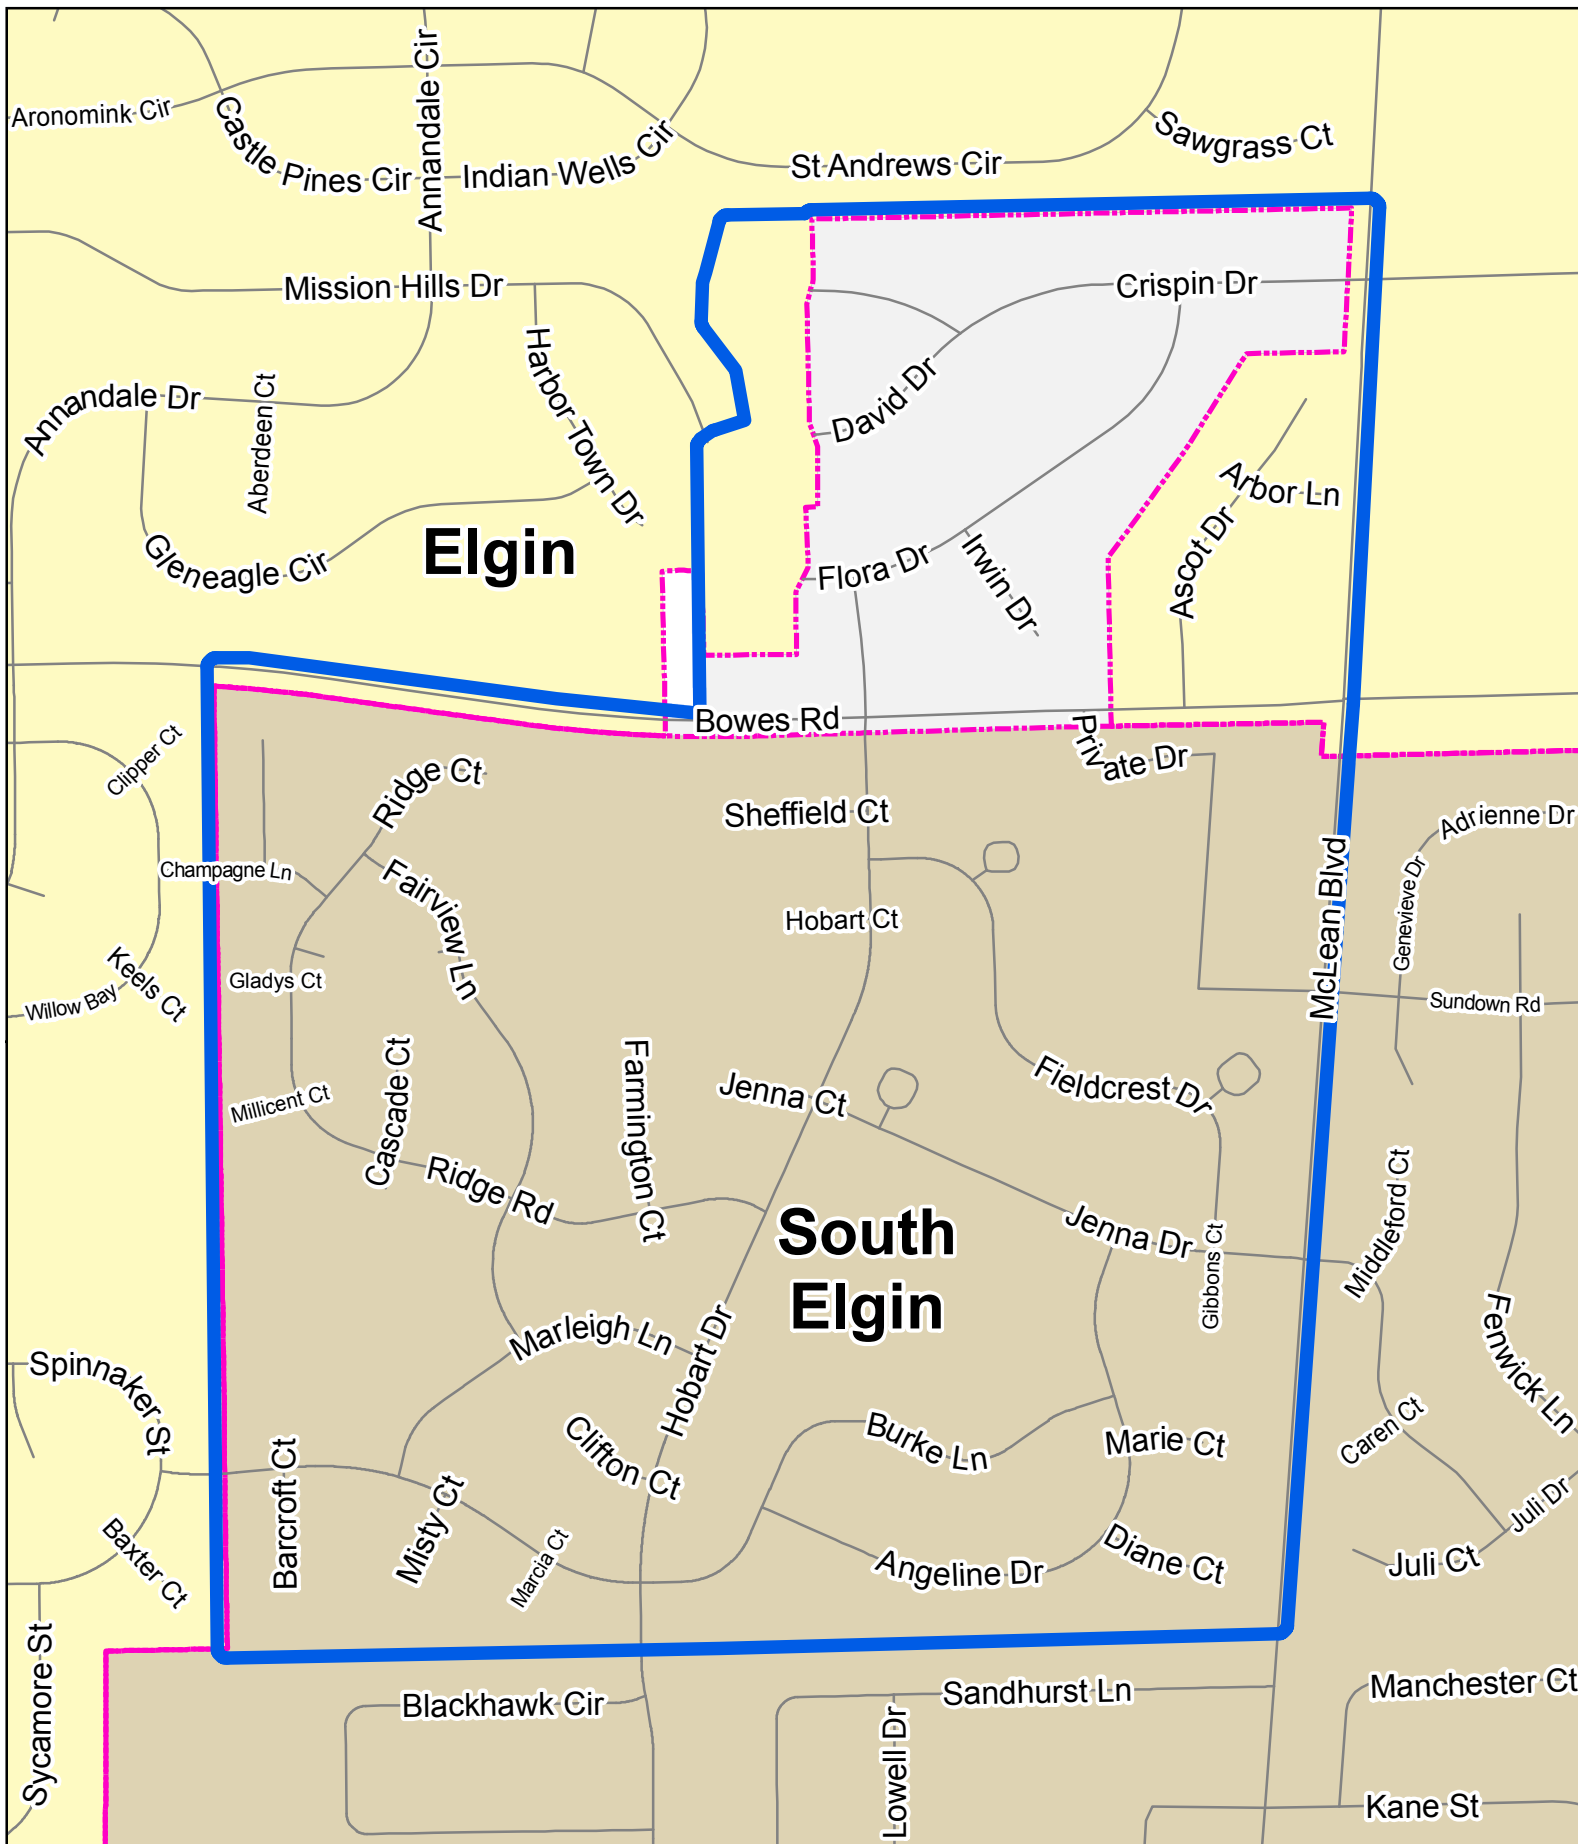 Aronomink Cir
Castle Pines Cir
Annandale Cir
Indian Wells Cir
St Andrews Cir
Sawgrass Ct
Mission Hills Dr
Crispin Dr
Annandale Dr
Aberdeen Ct
Harbor Town Dr
David Dr
Arbor Ln
Gleneagle Cir
Elgin
Flora Dr
Irwin Dr
Ascot Dr
Bowes Rd
Private Dr
Clipper Ct
Ridge Ct
Sheffield Ct
Adrienne Dr
Champagne Ln
Fairview Ln
Hobart Ct
McLean Blvd
Genevieve Dr
Keels Ct
Willow Bay
Gladys Ct
Sundown Rd
Millicent Ct
Cascade Ct
Farmington Ct
Jenna Ct
Fieldcrest Dr
Ridge Rd
South
Elgin
Jenna Dr
Gibbons Ct
Middleford Ct
Marleigh Ln
Hobart Dr
Fenwick Ln
Spinnaker St
Clifton Ct
Burke Ln
Marie Ct
Caren Ct
Barcroft Ct
Misty Ct
Marcia Ct
Juli Dr
Baxter Ct
Angeline Dr
Diane Ct
Juli Ct
Sycamore St
Blackhawk Cir
Sandhurst Ln
Manchester Ct
Lowell Dr
Kane St